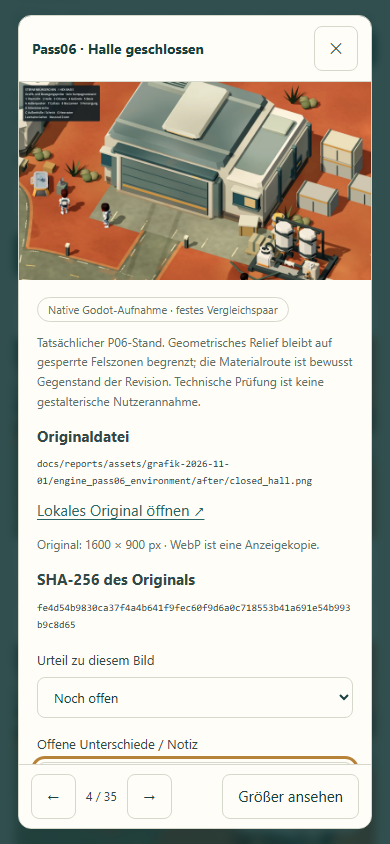 Pass06 · Halle geschlossen
Native Godot-Aufnahme · festes Vergleichspaar
Tatsächlicher P06-Stand. Geometrisches Relief bleibt auf
gesperrte Felszonen begrenzt; die Materialroute ist bewusst
Gegenstand der Revision. Technische Prüfung ist keine
gestalterische Nutzerannahme.
Originaldatei
docs/reports/assets/grafik-2026-11-
01/engine_pass06_environment/after/closed_hall.png
Lokales Original öffnen ↗
Original: 1600 × 900 px · WebP ist eine Anzeigekopie.
SHA-256 des Originals
fe4d54b9830ca37f4a4b641f9fec60f9d6a0c718553b41a691e54b993
b9c8d65
Urteil zu diesem Bild
Noch offen
Offene Unterschiede / Notiz
← 4 / 35 → Größer ansehen